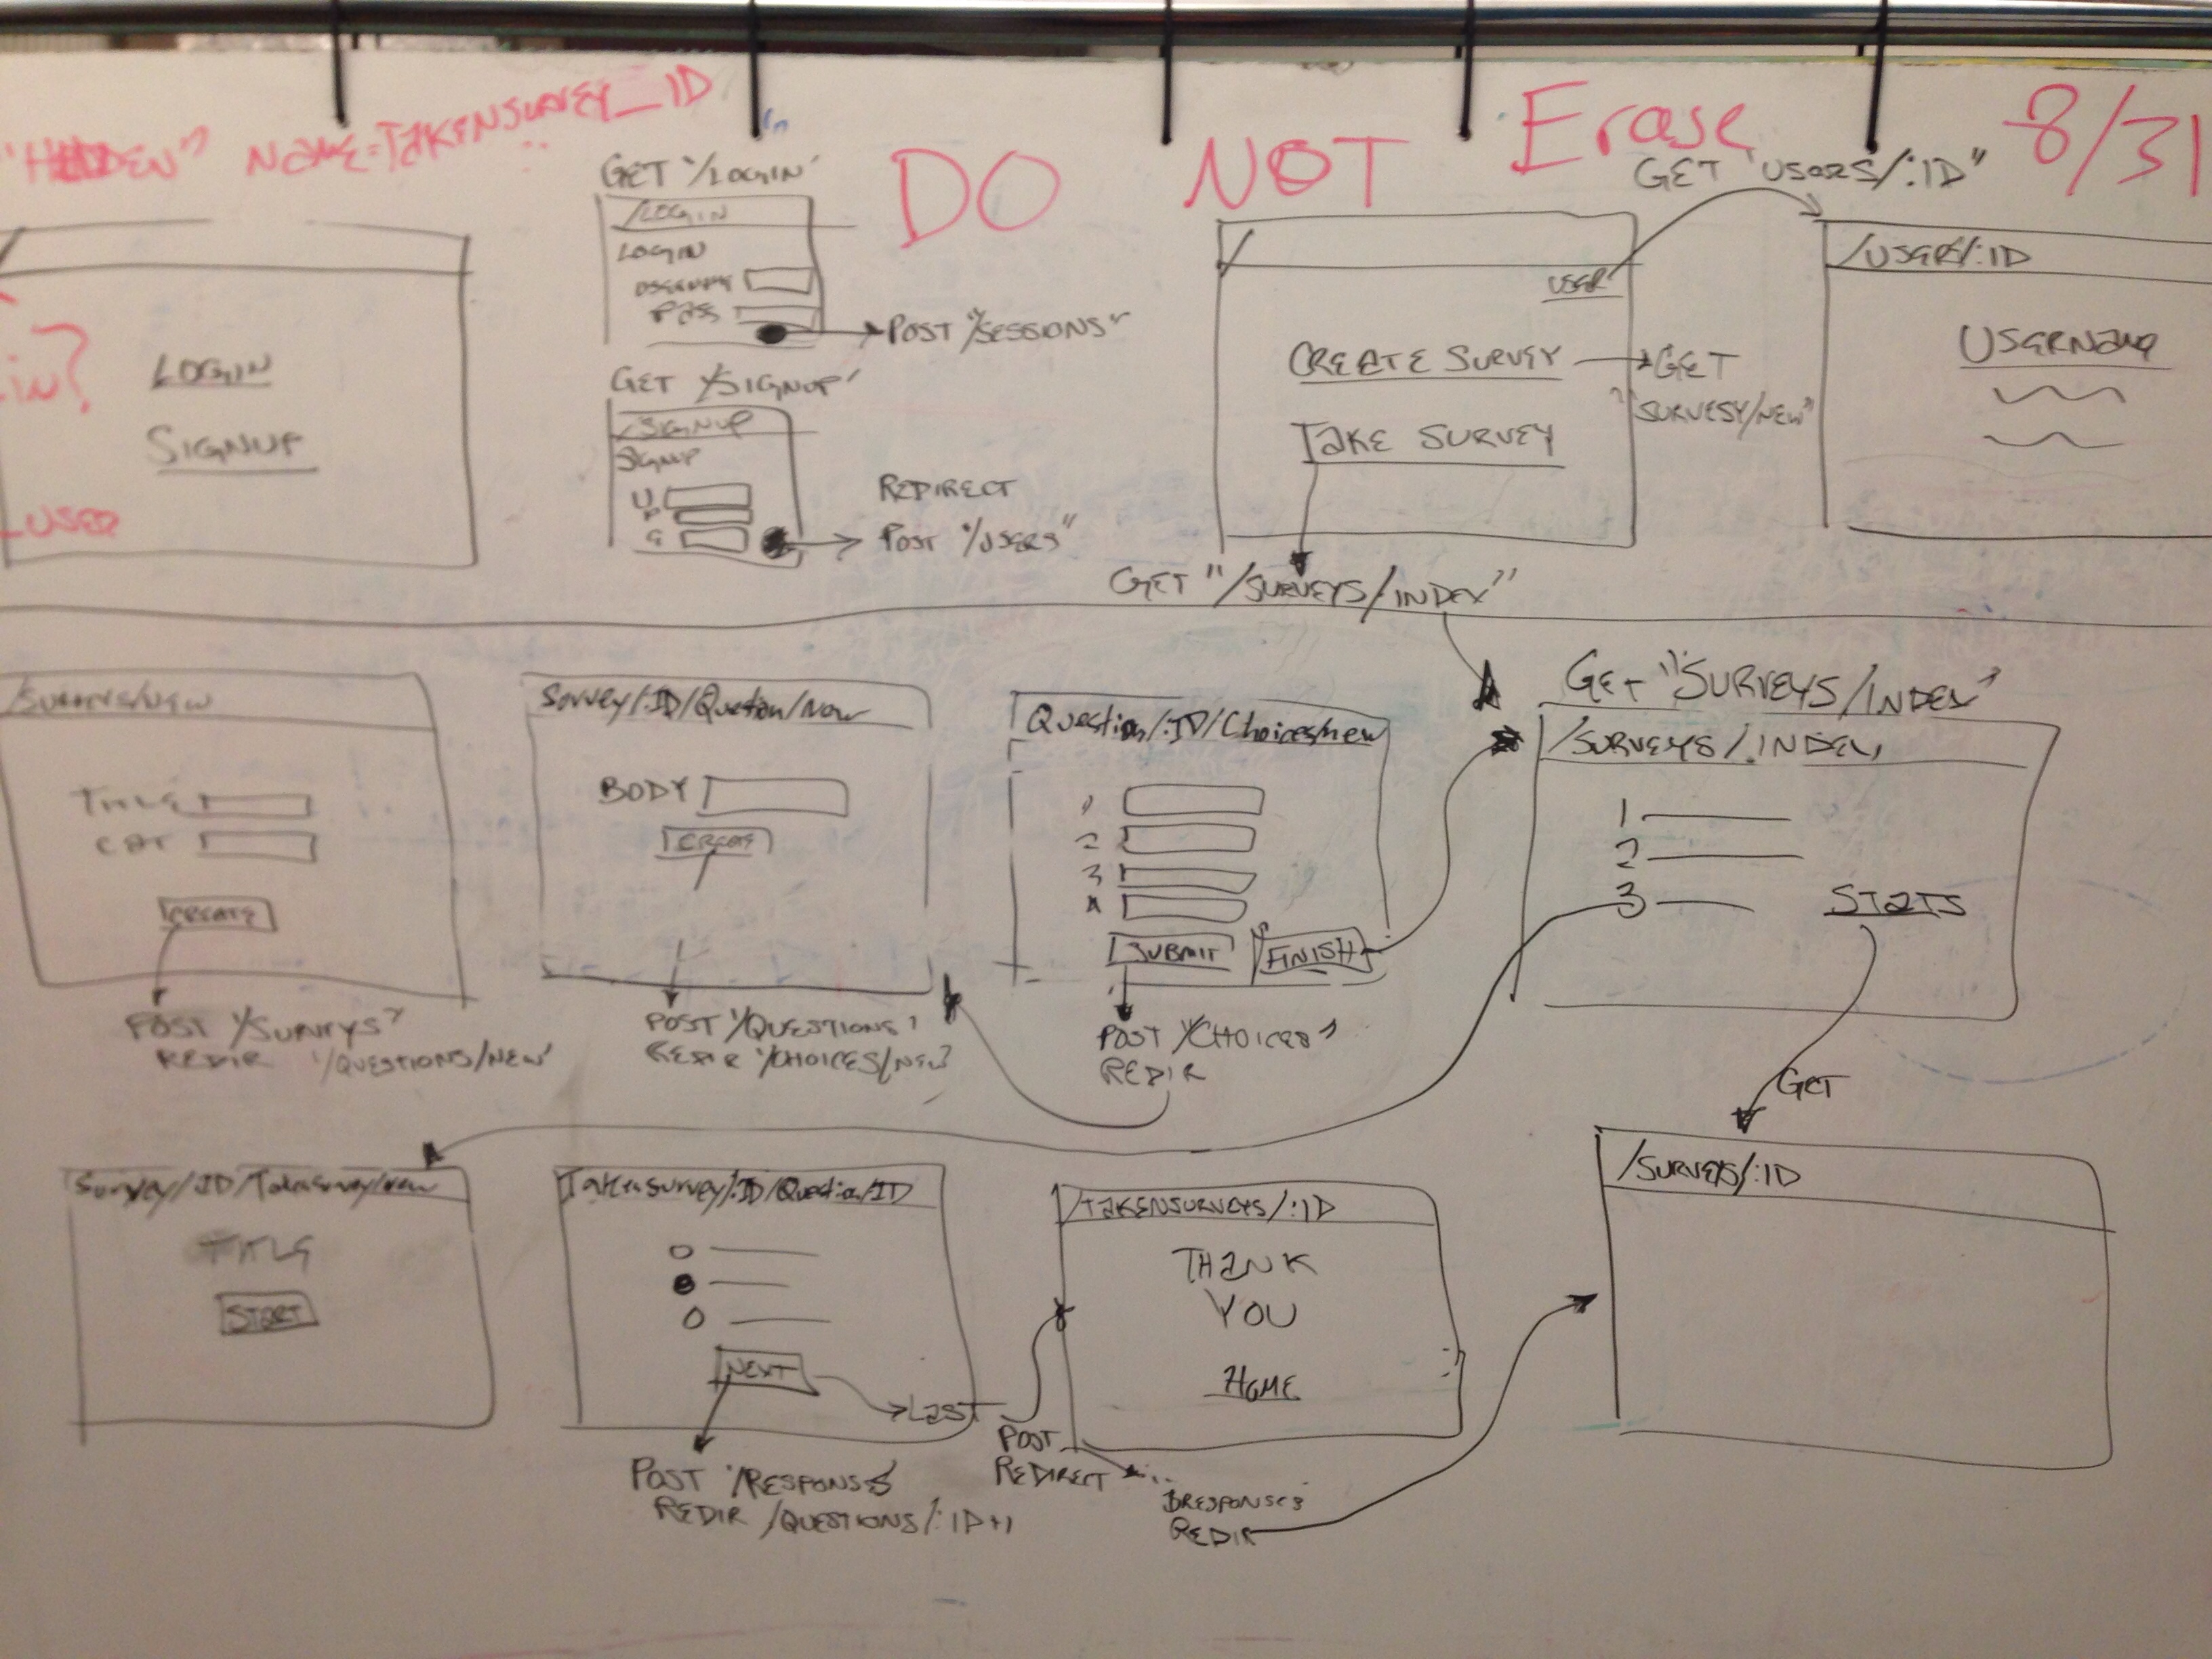 "HIDDEN" NAME=TAKENSURVEY_ID
DO NOT Erase 8/31
in?
_USER
/
LOGIN
SIGNUP
GET "/LOGIN'
/LOGIN
LOGIN
USERNAME
PASS
POST "/SESSIONS"
GET "/SIGNUP'
/SIGNUP
SIGNUP
U
P
REDIRECT
POST "/USERS"
/
USER
CREATE SURVEY
GET
"SURVESY/NEW"
TAKE SURVEY
GET "/SURVEYS/INDEX"
GET "USERS/:ID"
/USERS/:ID
USERNAME
/SURVEYS/NEW
TITLE
CAT
CREATE
POST "/SURVYS"
REDIR '/QUESTIONS/NEW'
Survey/:ID/Question/New
BODY
CREATE
POST "/QUESTIONS'
REDIR "/CHOICES/NEW"
Question/:ID/Choices/new
1
2
3
4
SUBMIT
FINISH
POST "/CHOICES"
REDIR
GET "SURVEYS/INDEX"
/SURVEYS/INDEX
1
2
3
STATS
GET
Survey/:ID/Takensurvey/new
TITLE
START
Takensurvey/:ID/Question/ID
NEXT
LAST
POST "/RESPONSES
REDIR /QUESTIONS/:ID+1
/TAKENSURVEYS/:ID
THANK
YOU
HOME
POST
REDIRECT
RESPONSES
REDIR
/SURVEYS/:ID